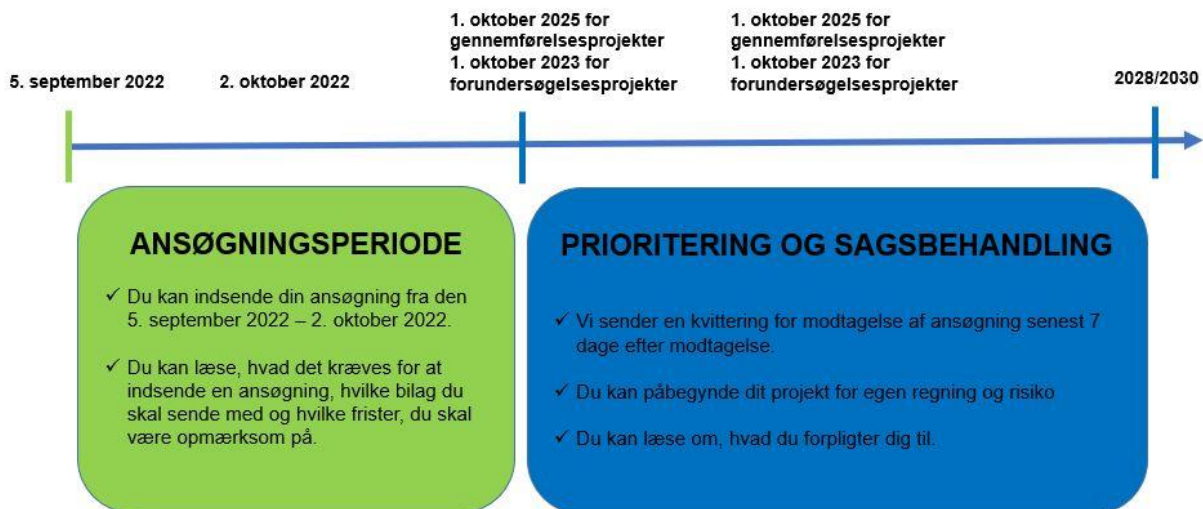 5. september 2022
2. oktober 2022
1. oktober 2025 for
gennemførelsesprojekter
1. oktober 2023 for
forundersøgelsesprojekter
1. oktober 2025 for
gennemførelsesprojekter
1. oktober 2023 for
forundersøgelsesprojekter
2028/2030
ANSØGNINGSPERIODE
✓ Du kan indsende din ansøgning fra den
5. september 2022 – 2. oktober 2022.
✓ Du kan læse, hvad det kræves for at
indsende en ansøgning, hvilke bilag du
skal sende med og hvilke frister, du skal
være opmærksom på.
PRIORITERING OG SAGSBEHANDLING
✓ Vi sender en kvittering for modtagelse af ansøgning senest 7
dage efter modtagelse.
✓ Du kan påbegynde dit projekt for egen regning og risiko
✓ Du kan læse om, hvad du forpligter dig til.